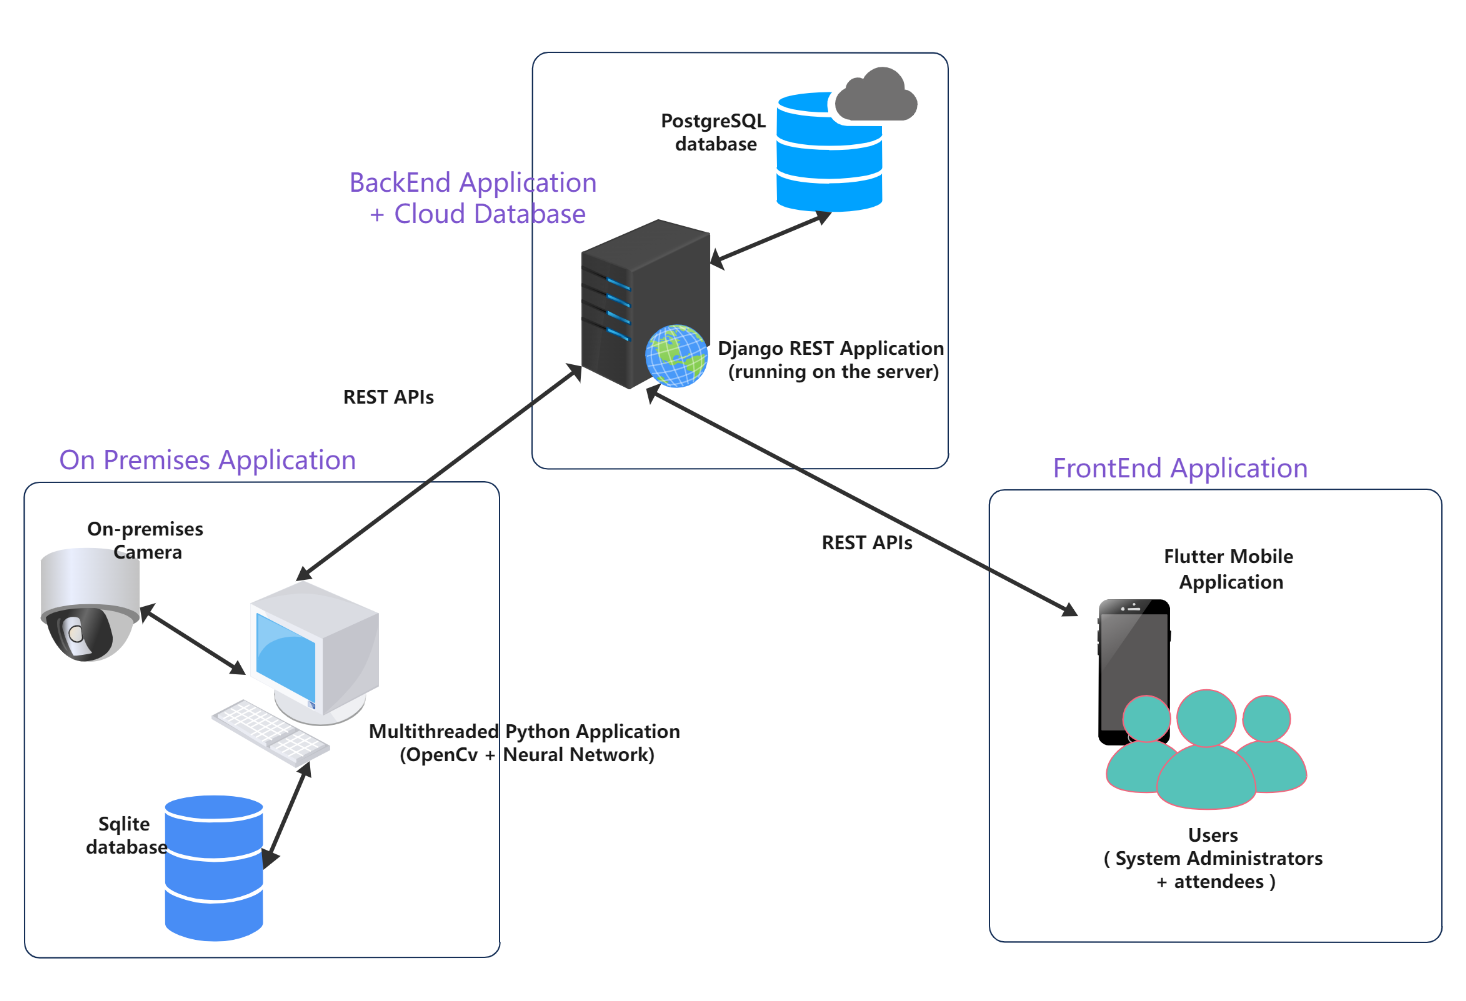 PostgreSQL
database
BackEnd Application
+ Cloud Database
Django REST Application
(running on the server)
REST APIs
On Premises Application
On-premises
Camera
Multithreaded Python Application
(OpenCv + Neural Network)
Sqlite
database
REST APIs
FrontEnd Application
Flutter Mobile
Application
Users
( System Administrators
+ attendees )